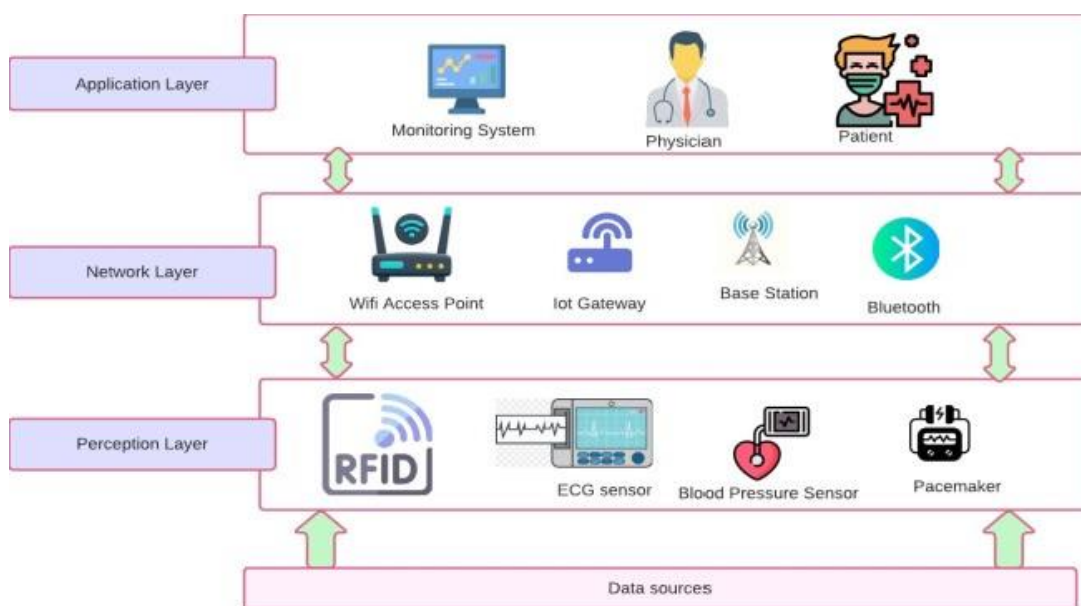 Application Layer
Monitoring System
Physician
Patient
Network Layer
Wifi Access Point
Iot Gateway
Base Station
Bluetooth
Perception Layer
RFID
ECG sensor
Blood Pressure Sensor
Pacemaker
Data sources